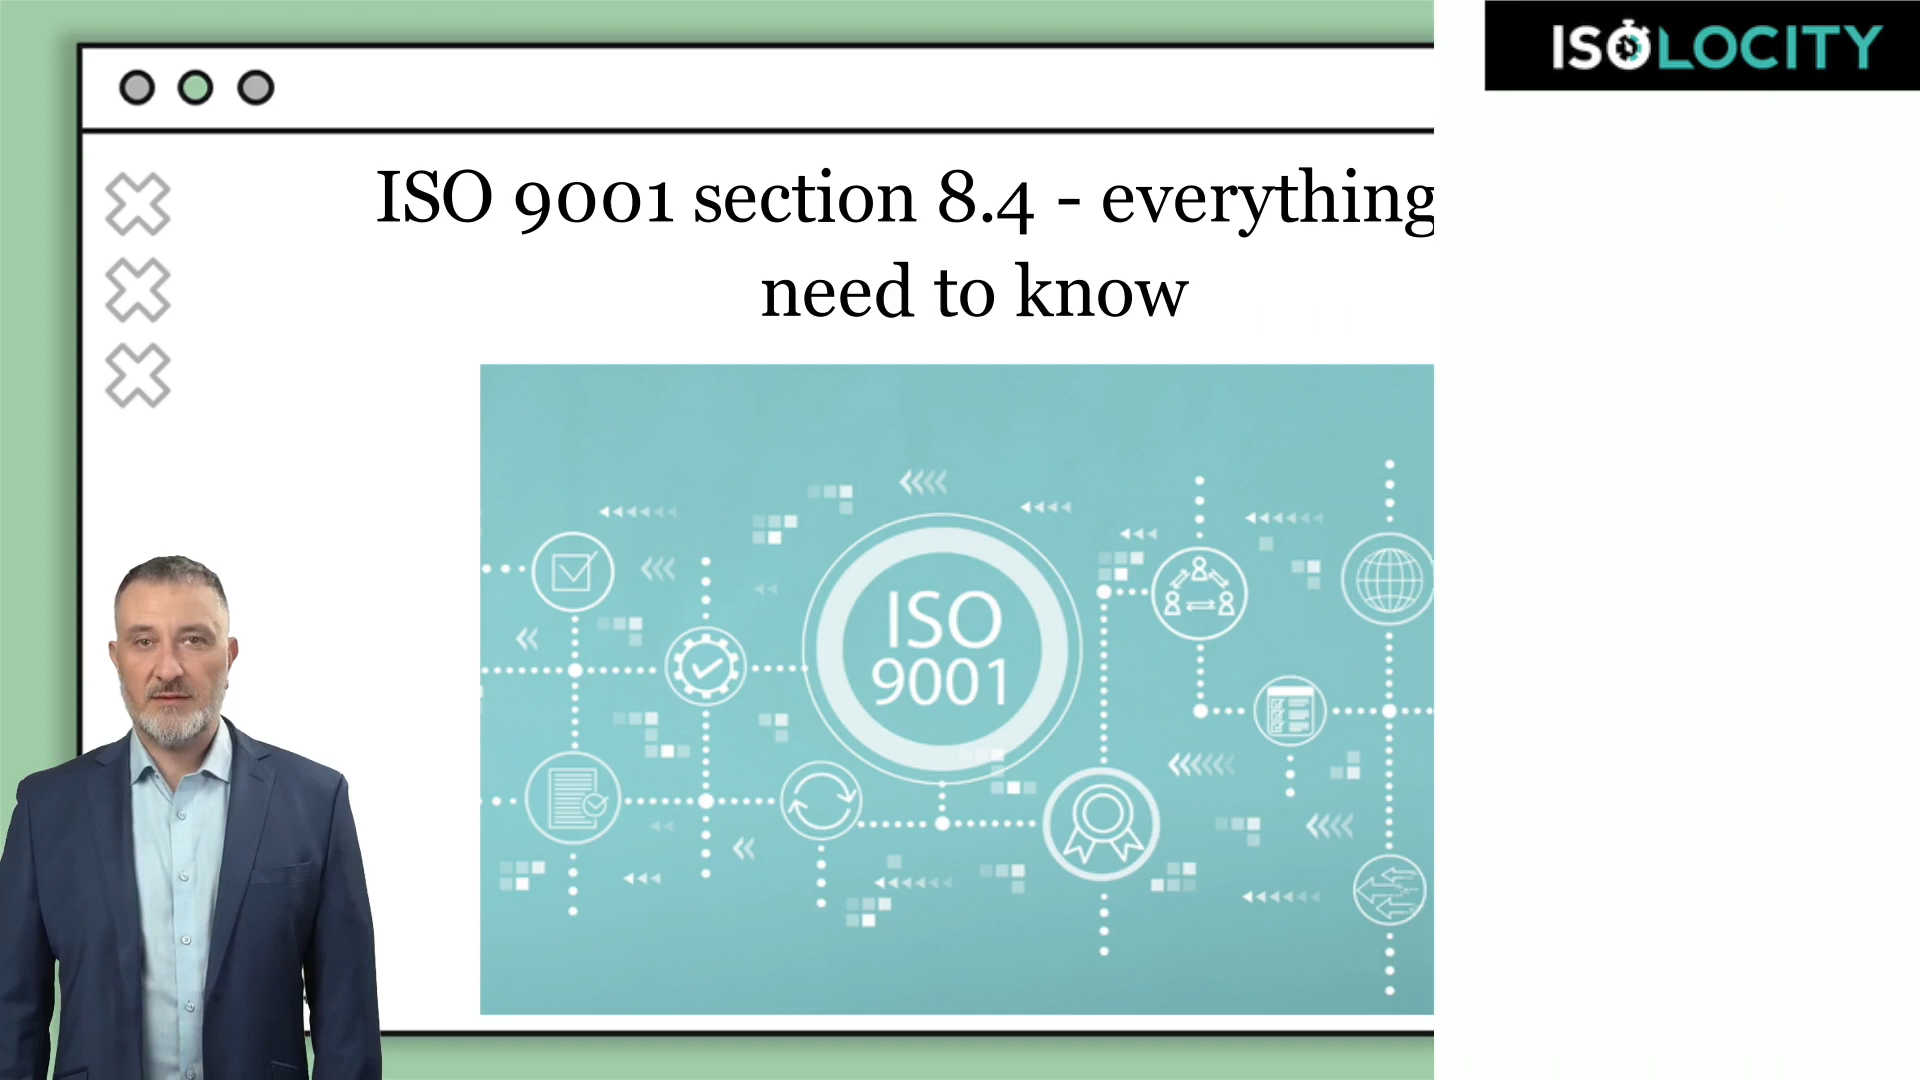 ISOLOCITY
ISO 9001 section 8.4 - everything
need to know
ISO
9001